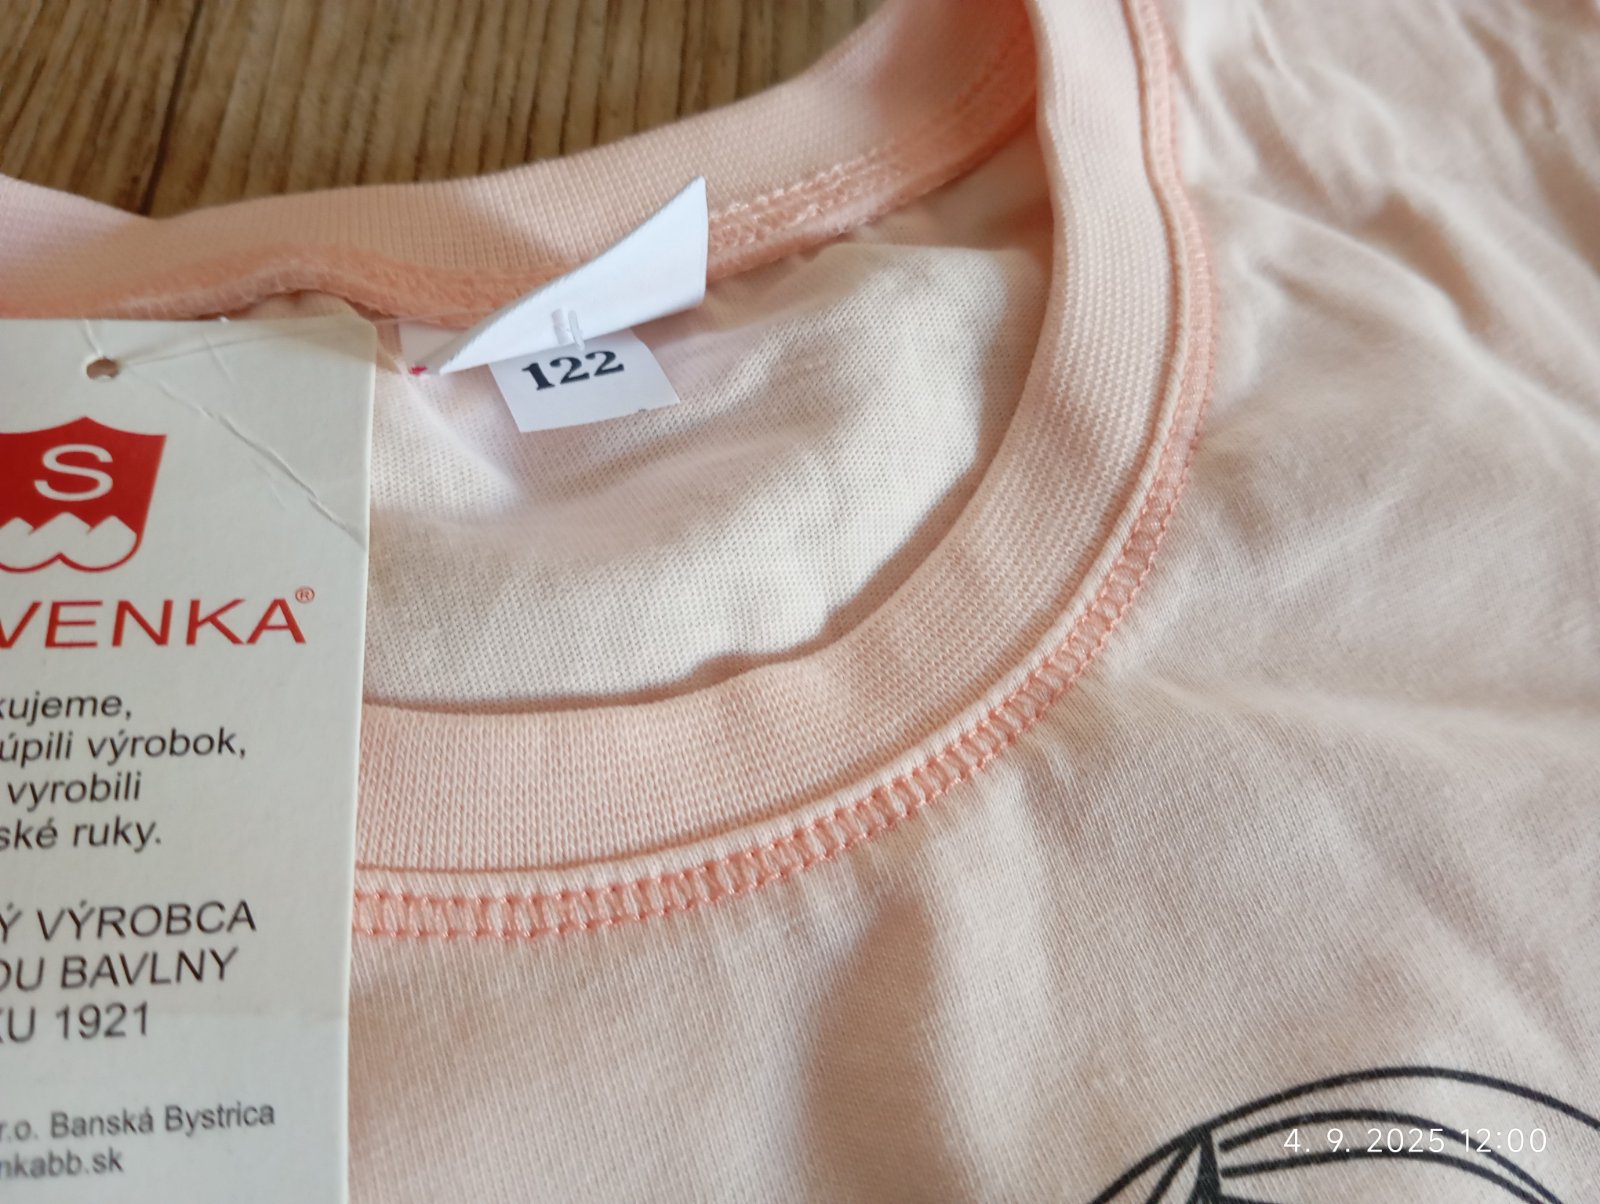 122
S
VENKA®
kujeme,
úpili výrobok,
vyrobili
ské ruky.
Ý VÝROBCA
OU BAVLNY
KU 1921
r.o. Banská Bystrica
nkabb.sk
4. 9. 2025 12:00